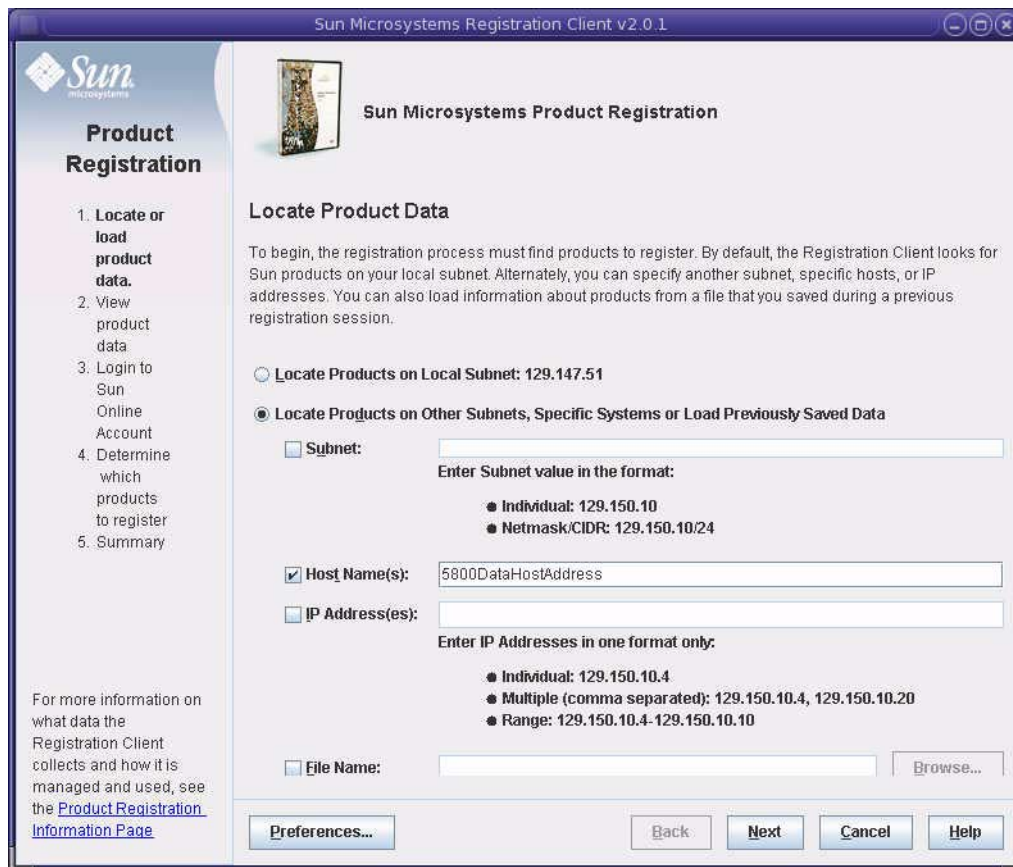 Sun Microsystems Registration Client v2.0.1
Sun
microsystems
Product
Registration
1. Locate or
load
product
data.
2. View
product
data
3. Login to
Sun
Online
Account
4. Determine
which
products
to register
5. Summary
For more information on
what data the
Registration Client
collects and how it is
managed and used, see
the Product Registration
Information Page
Sun Microsystems Product Registration
Locate Product Data
To begin, the registration process must find products to register. By default, the Registration Client looks for
Sun products on your local subnet. Alternately, you can specify another subnet, specific hosts, or IP
addresses. You can also load information about products from a file that you saved during a previous
registration session.
Locate Products on Local Subnet: 129.147.51
Locate Products on Other Subnets, Specific Systems or Load Previously Saved Data
Subnet:
Enter Subnet value in the format:
● Individual: 129.150.10
● Netmask/CIDR: 129.150.10/24
Host Name(s): 5800DataHostAddress
IP Address(es):
Enter IP Addresses in one format only:
● Individual: 129.150.10.4
● Multiple (comma separated): 129.150.10.4, 129.150.10.20
● Range: 129.150.10.4-129.150.10.10
File Name: Browse...
Preferences... Back Next Cancel Help